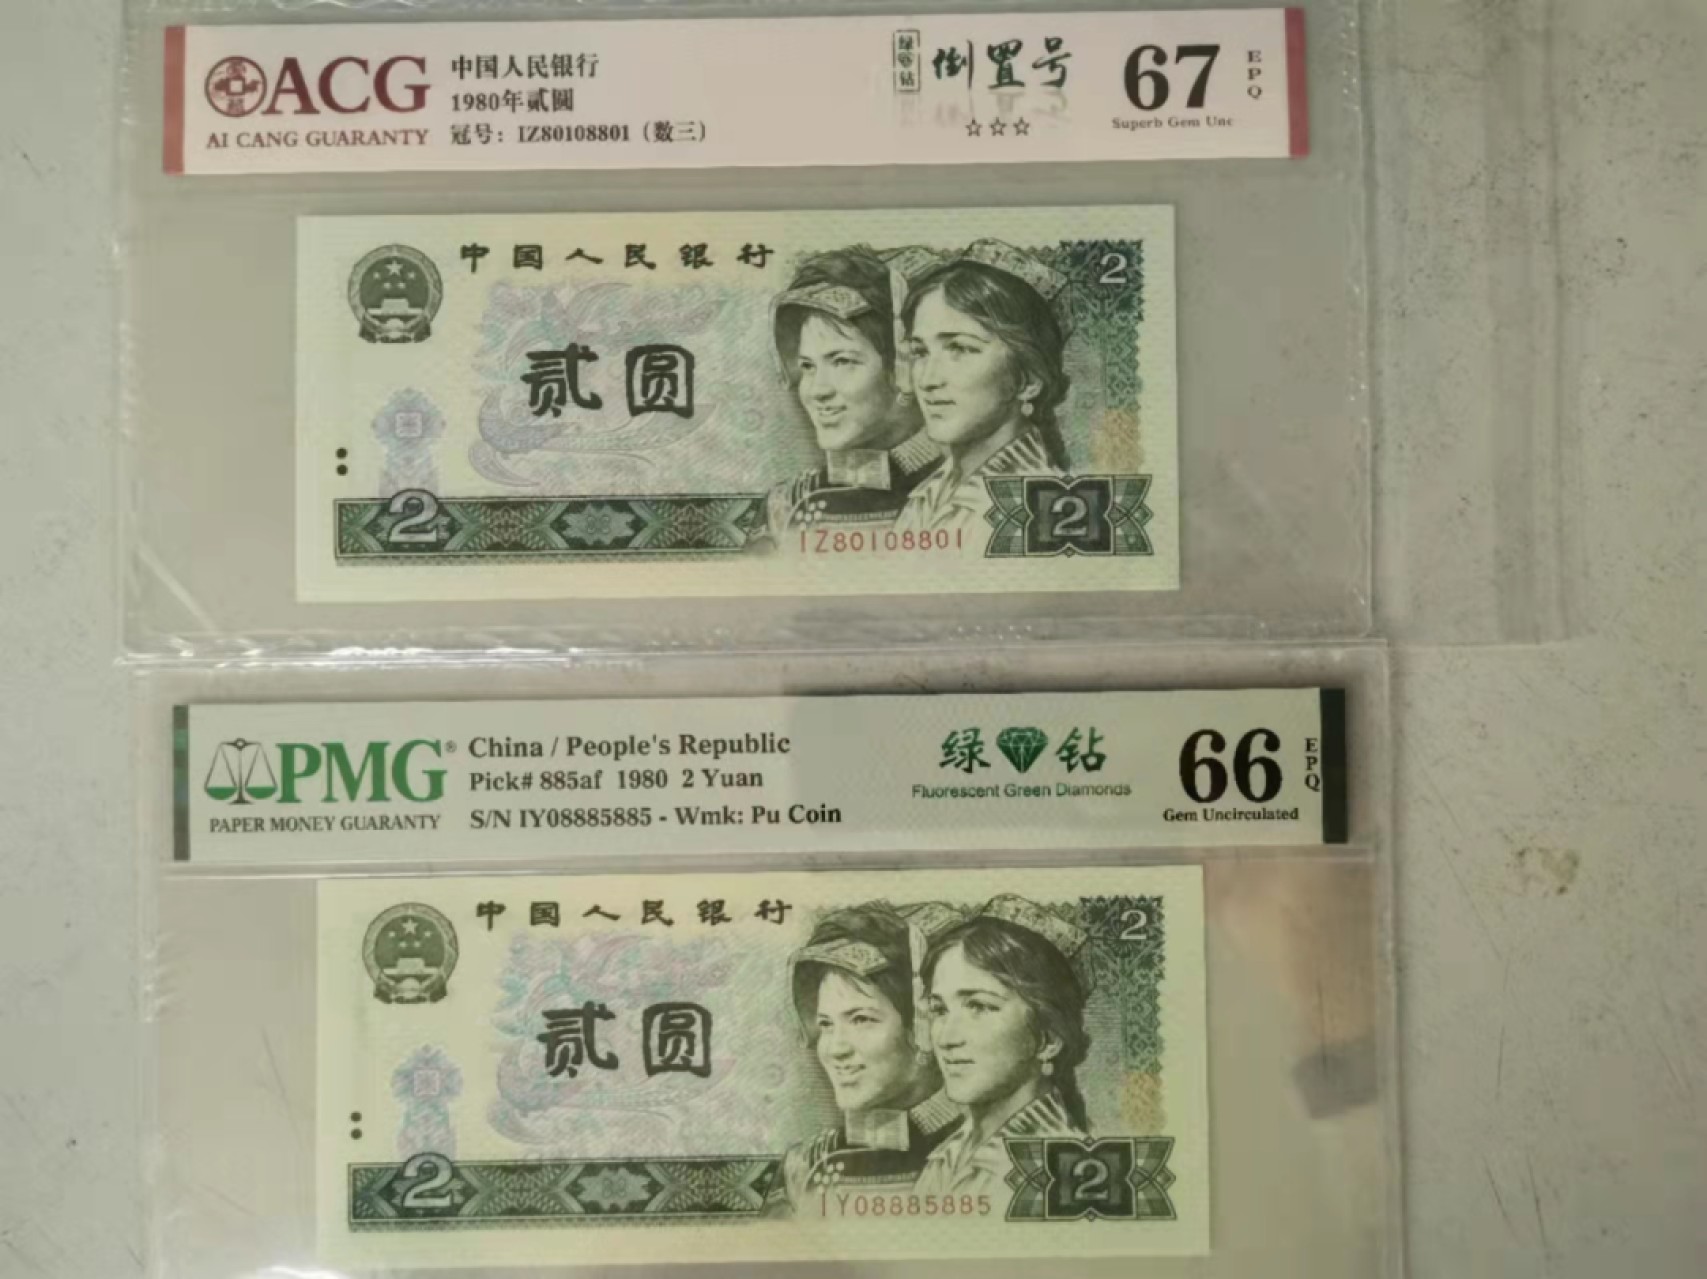 ACG
AI CANG GUARANTY
中国人民银行
1980年贰圆
冠号：IZ80108801（数三）
绿
钻
倒置号
☆☆☆
67
EPQ
Superb Gem Unc
中国人民银行
2
贰圆
2
IZ80108801
2
PMG®
PAPER MONEY GUARANTY
China / People's Republic
Pick# 885af 1980 2 Yuan
S/N IY08885885 - Wmk: Pu Coin
绿钻
Fluorescent Green Diamonds
66
EPQ
Gem Uncirculated
中国人民银行
2
贰圆
2
IY08885885
2